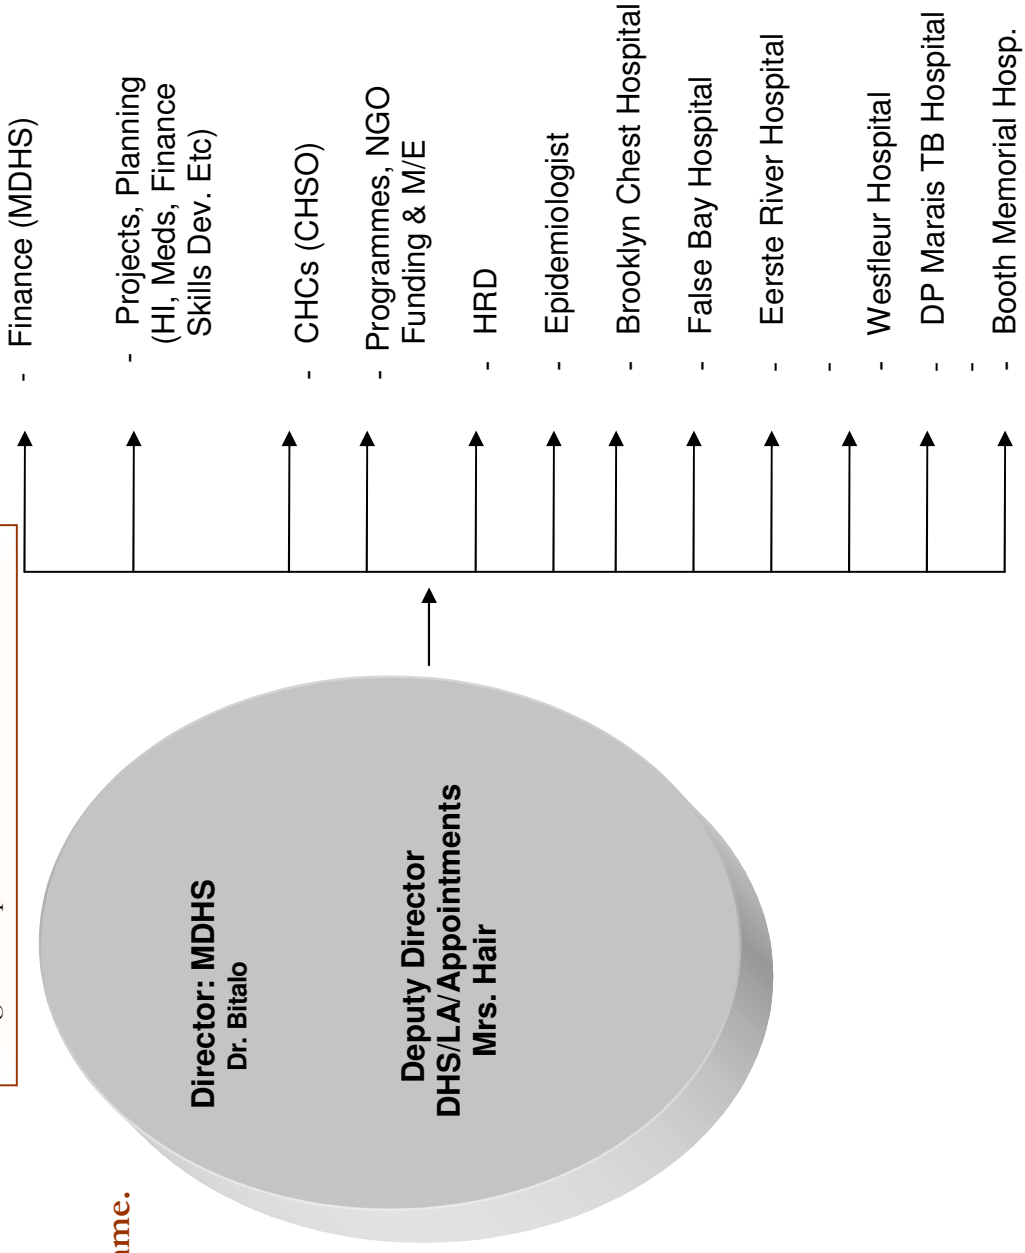 Director: MDHS
Dr. Bitalo
Deputy Director
DHS/LA/Appointments
Mrs. Hair
- Finance (MDHS)
- Projects, Planning
(HI, Meds, Finance
Skills Dev. Etc)
- CHCs (CHSO)
- Programmes, NGO
Funding & M/E
- HRD
- Epidemiologist
- Brooklyn Chest Hospital
- False Bay Hospital
- Eerste River Hospital
-
- Wesfleur Hospital
- DP Marais TB Hospital
-
- Booth Memorial Hosp.